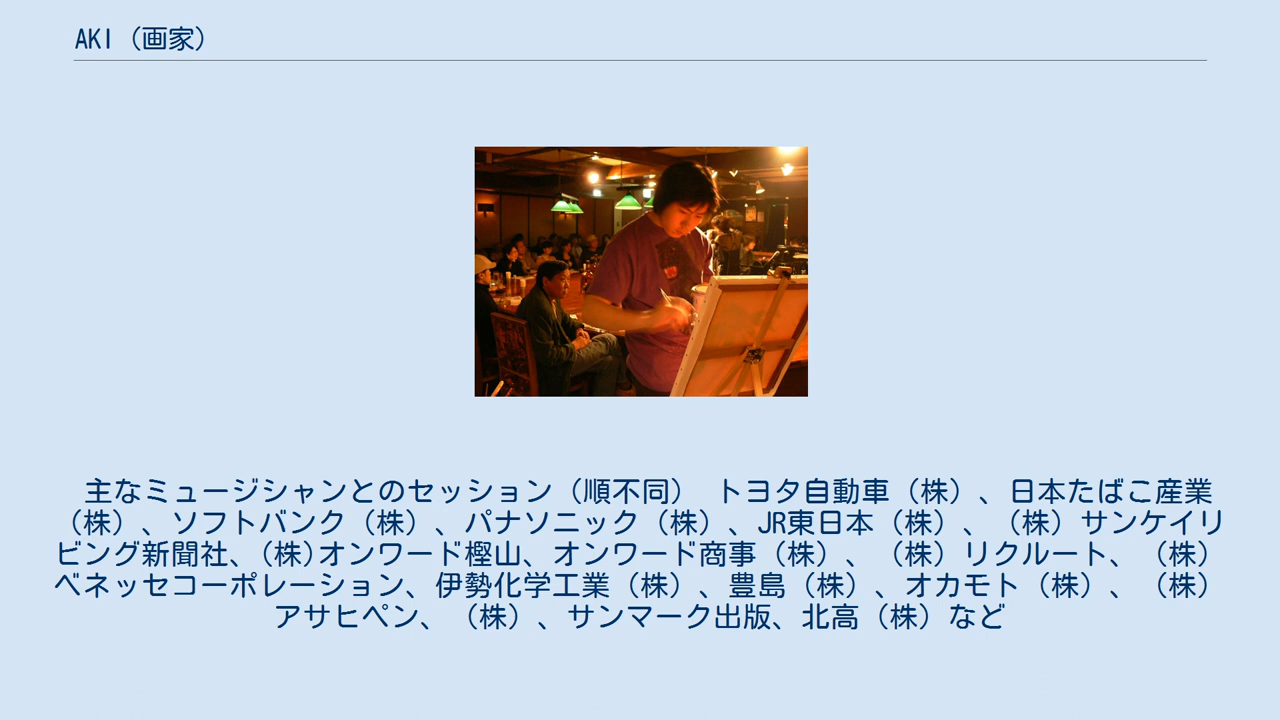 AKI（画家）
主なミュージシャンとのセッション（順不同）　トヨタ自動車（株）、日本たばこ産業
（株）、ソフトバンク（株）、パナソニック（株）、JR東日本（株）、（株）サンケイリ
ビング新聞社、(株)オンワード樫山、オンワード商事（株）、（株）リクルート、（株）
ベネッセコーポレーション、伊勢化学工業（株）、豊島（株）、オカモト（株）、（株）
アサヒペン、（株）、サンマーク出版、北高（株）など